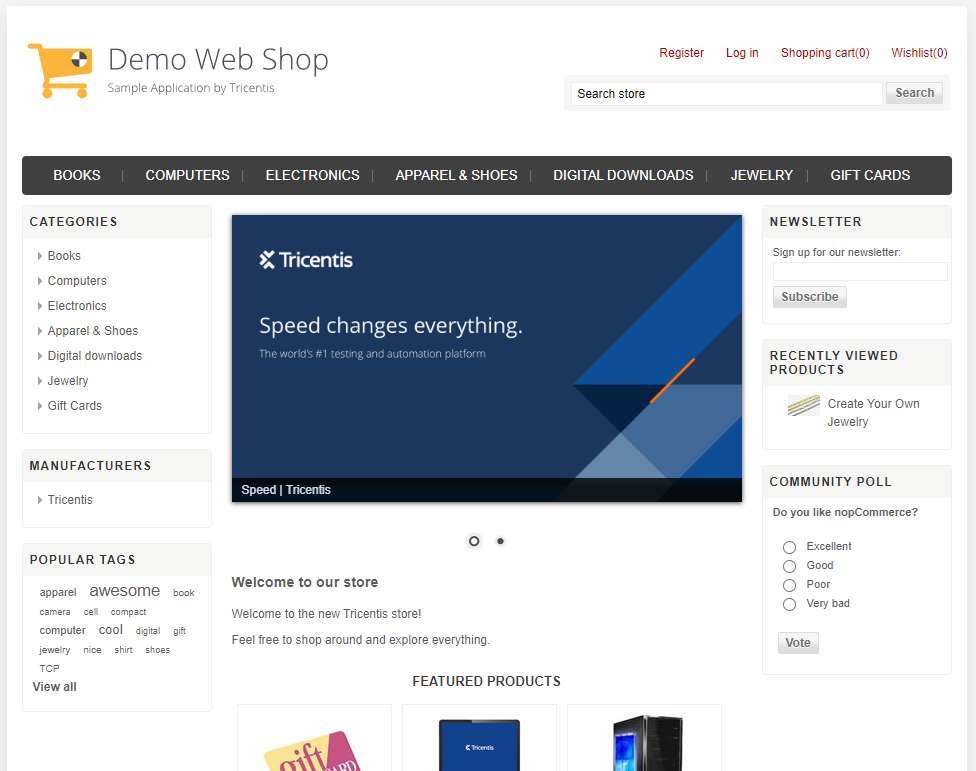 Demo Web Shop
Sample Application by Tricentis
Register Log in Shopping cart(0) Wishlist(0)
Search store Search
BOOKS COMPUTERS ELECTRONICS APPAREL & SHOES DIGITAL DOWNLOADS JEWELRY GIFT CARDS
CATEGORIES
Books
Computers
Electronics
Apparel & Shoes
Digital downloads
Jewelry
Gift Cards
MANUFACTURERS
Tricentis
POPULAR TAGS
apparel awesome book
camera cell compact
computer cool digital gift
jewelry nice shirt shoes
TCP
View all
Tricentis
Speed changes everything.
The world's #1 testing and automation platform
Speed | Tricentis
Welcome to our store
Welcome to the new Tricentis store!
Feel free to shop around and explore everything.
FEATURED PRODUCTS
gift
CARD
Tricentis
NEWSLETTER
Sign up for our newsletter:
Subscribe
RECENTLY VIEWED
PRODUCTS
Create Your Own
Jewelry
COMMUNITY POLL
Do you like nopCommerce?
Excellent
Good
Poor
Very bad
Vote